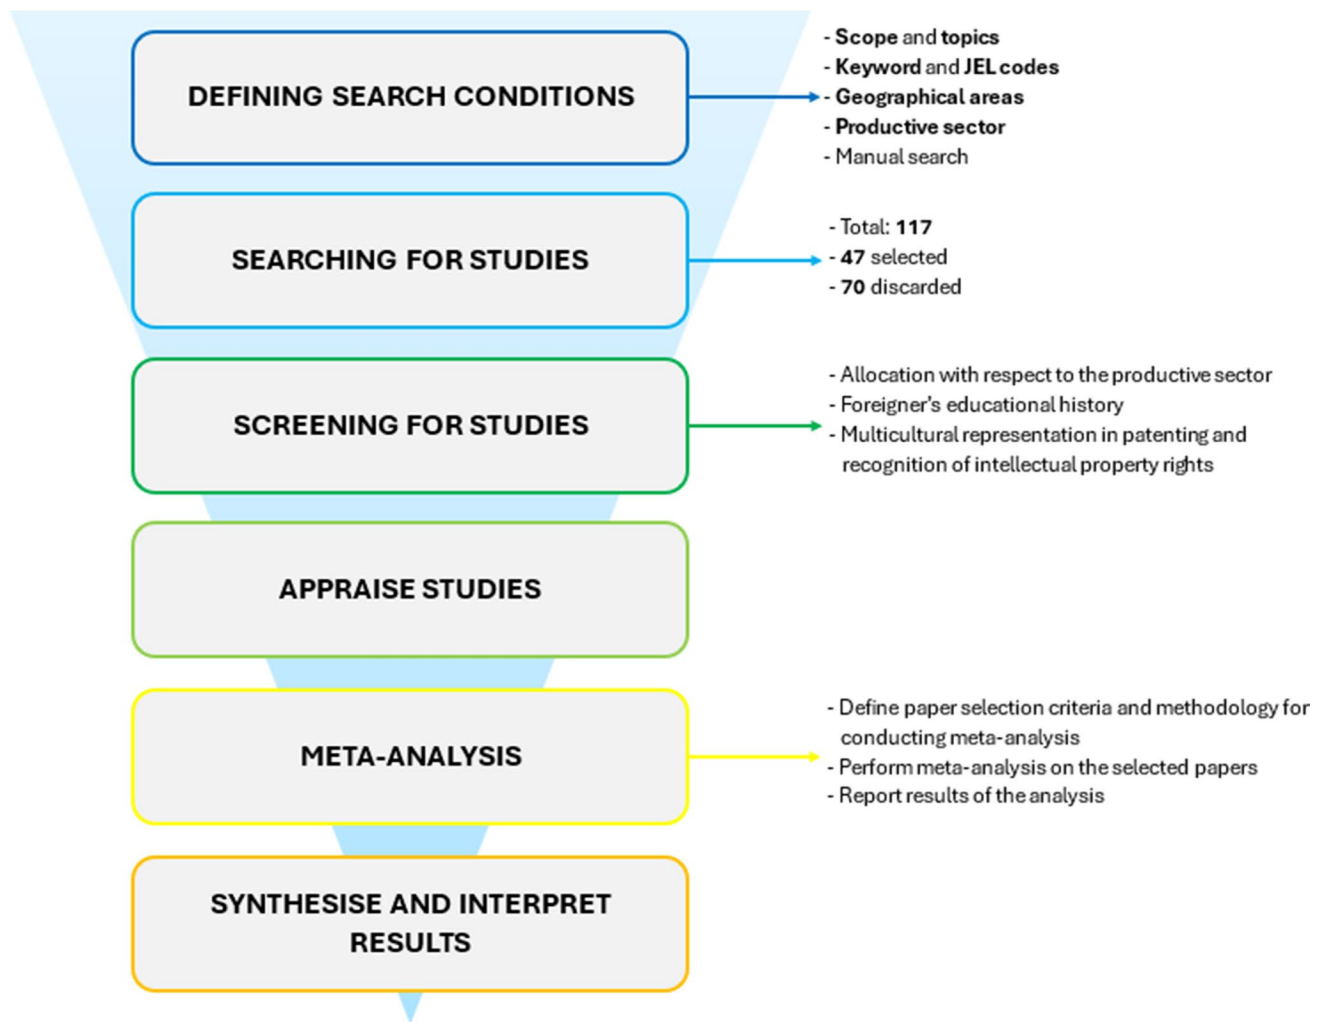 DEFINING SEARCH CONDITIONS
- Scope and topics
- Keyword and JEL codes
- Geographical areas
- Productive sector
- Manual search
SEARCHING FOR STUDIES
- Total: 117
- 47 selected
- 70 discarded
SCREENING FOR STUDIES
- Allocation with respect to the productive sector
- Foreigner's educational history
- Multicultural representation in patenting and
recognition of intellectual property rights
APPRAISE STUDIES
META-ANALYSIS
- Define paper selection criteria and methodology for
conducting meta-analysis
- Perform meta-analysis on the selected papers
- Report results of the analysis
SYNTHESISE AND INTERPRET
RESULTS